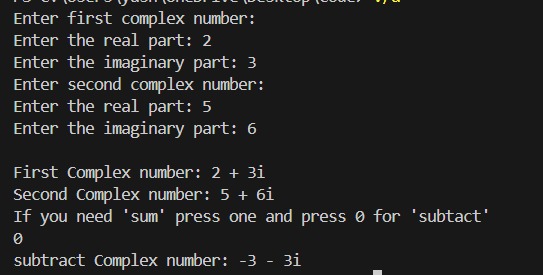 Enter first complex number:
Enter the real part: 2
Enter the imaginary part: 3
Enter second complex number:
Enter the real part: 5
Enter the imaginary part: 6
First Complex number: 2 + 3i
Second Complex number: 5 + 6i
If you need 'sum' press one and press 0 for 'subtact'
0
subtract Complex number: -3 - 3i